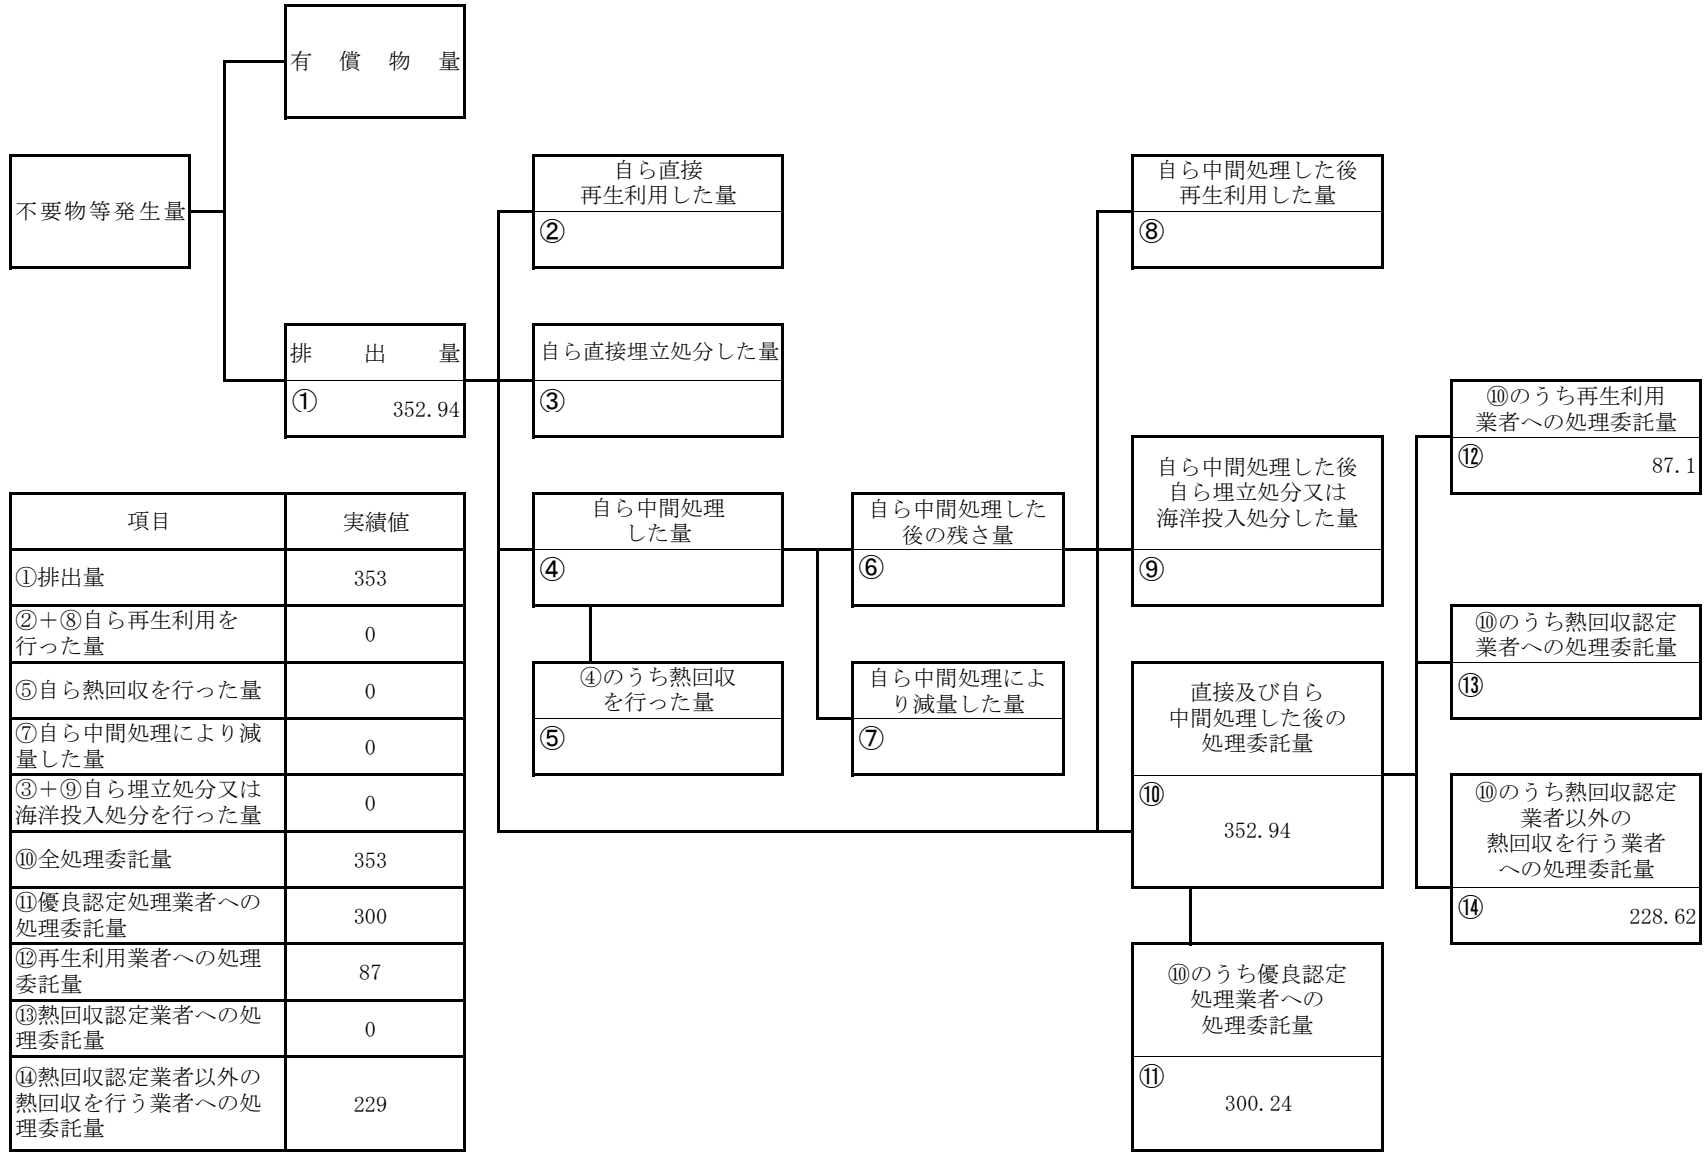 有償物量
不要物等発生量
排出量
① 352.94
自ら直接
再生利用した量
②
自ら直接埋立処分した量
③
自ら中間処理
した量
④
④のうち熱回収
を行った量
⑤
自ら中間処理した
後の残さ量
⑥
自ら中間処理によ
り減量した量
⑦
自ら中間処理した後
再生利用した量
⑧
自ら中間処理した後
自ら埋立処分又は
海洋投入処分した量
⑨
直接及び自ら
中間処理した後の
処理委託量
⑩
352.94
⑩のうち優良認定
処理業者への
処理委託量
⑪
300.24
⑩のうち再生利用
業者への処理委託量
⑫ 87.1
⑩のうち熱回収認定
業者への処理委託量
⑬
⑩のうち熱回収認定
業者以外の
熱回収を行う業者
への処理委託量
⑭ 228.62
項目 実績値
①排出量 353
②＋⑧自ら再生利用を
行った量 0
⑤自ら熱回収を行った量 0
⑦自ら中間処理により減
量した量 0
③＋⑨自ら埋立処分又は
海洋投入処分を行った量 0
⑩全処理委託量 353
⑪優良認定処理業者への
処理委託量 300
⑫再生利用業者への処理
委託量 87
⑬熱回収認定業者への処
理委託量 0
⑭熱回収認定業者以外の
熱回収を行う業者への処
理委託量 229